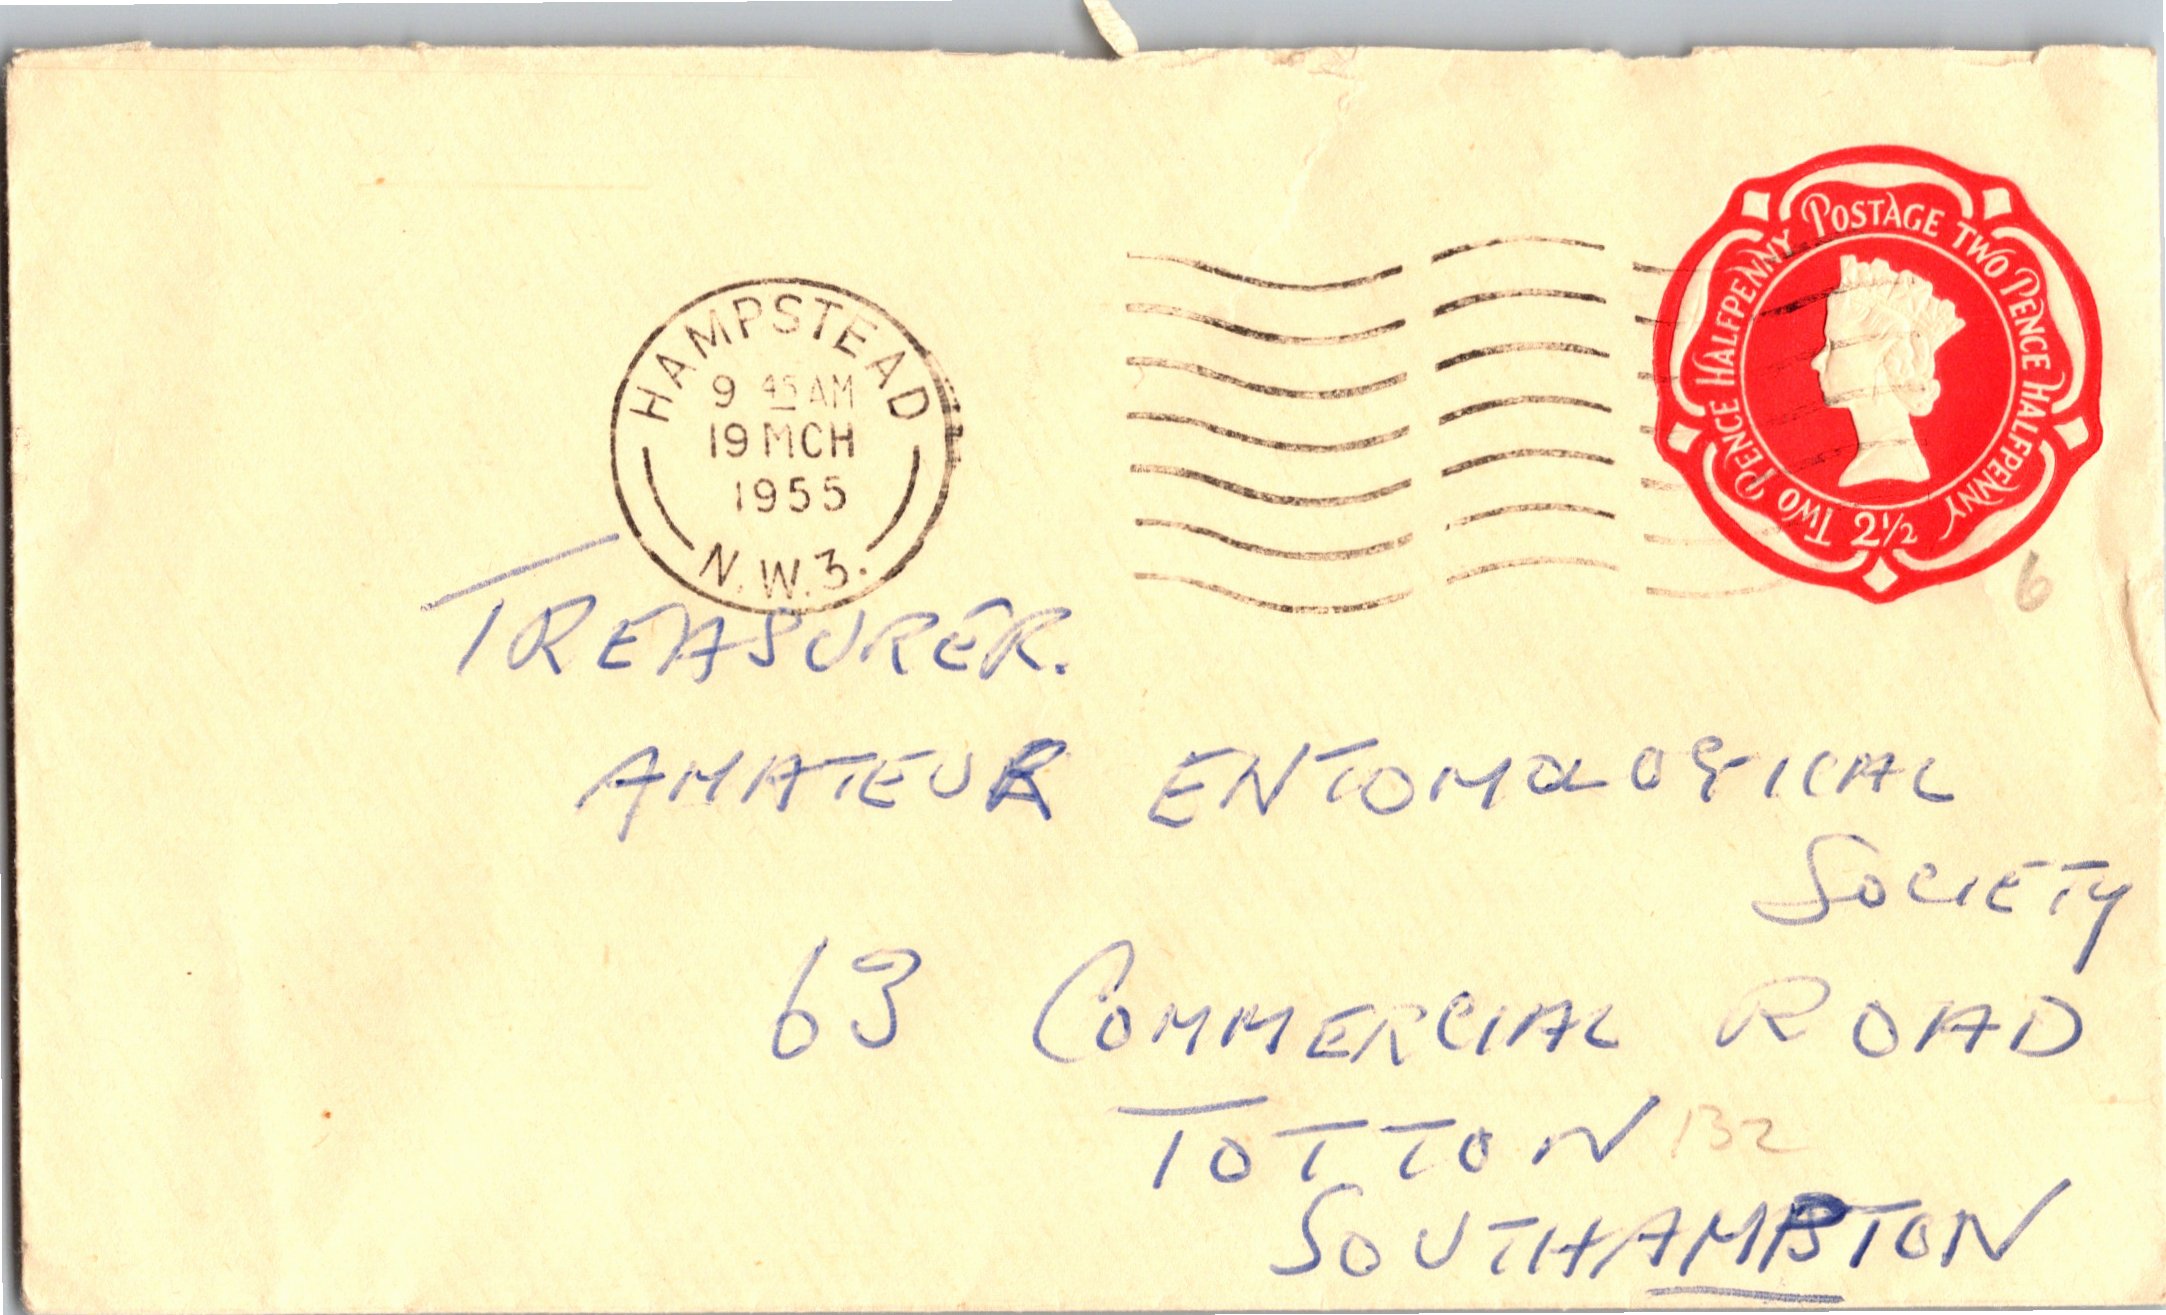 POSTAGE TWO PENCE HALFPENNY
TWO PENCE HALFPENNY
2½
HAMPSTEAD
9 45 AM
19 MCH
1955
N.W.3.
6
TREASURER.
AMATEUR ENTOMOLOGICAL
SOCIETY
63 COMMERCIAL ROAD
TOTTON 132
SOUTHAMPTON